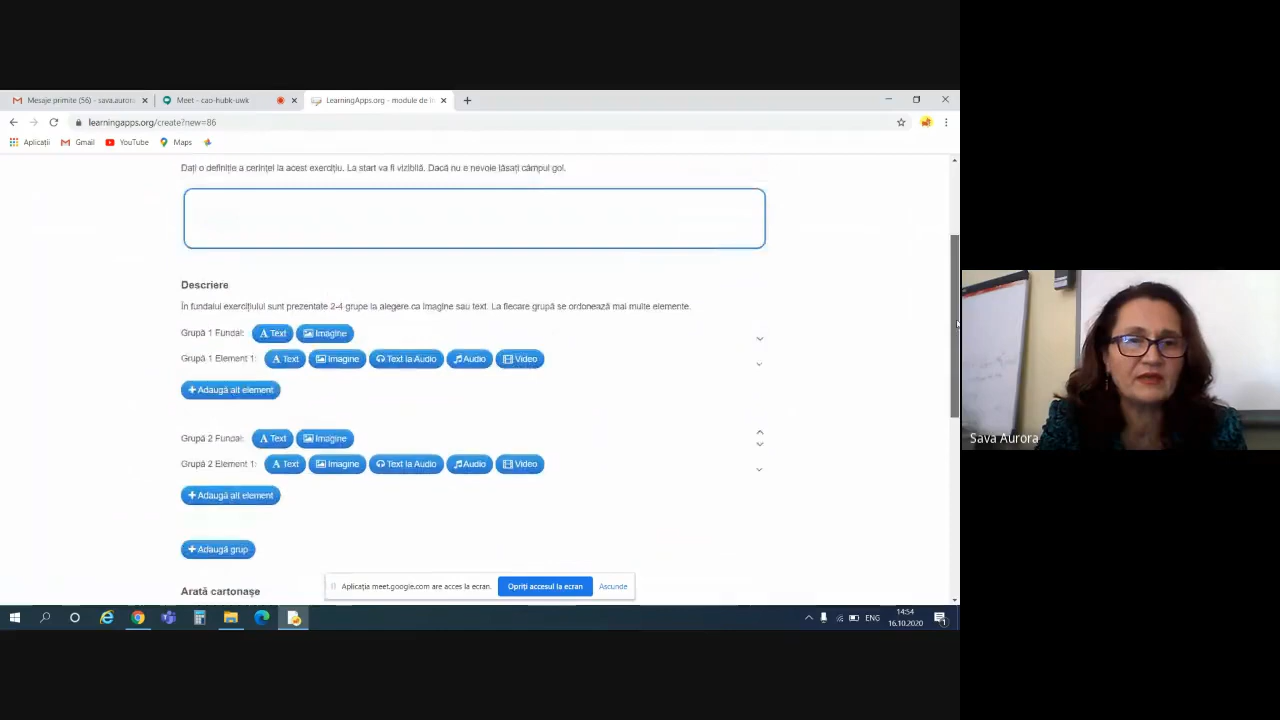 Mesaje primite (56) - sava.aurora
Meet - cao-hubk-uwk
LearningApps.org - module de în
learningapps.org/create?new=86
Aplicații
Gmail
YouTube
Maps
Dați o definiție a cerinței la acest exercițiu. La start va fi vizibilă. Dacă nu e nevoie lăsați câmpul gol.
Descriere
În fundalul exercițiului sunt prezentate 2-4 grupe la alegere ca imagine sau text. La fiecare grupă se ordonează mai multe elemente.
Grupă 1 Fundal: Text Imagine
Grupă 1 Element 1: Text Imagine Text la Audio Audio Video
+ Adaugă alt element
Grupă 2 Fundal: Text Imagine
Grupă 2 Element 1: Text Imagine Text la Audio Audio Video
+ Adaugă alt element
+ Adaugă grup
Arată cartonașe
Aplicația meet.google.com are acces la ecran. Opriți accesul la ecran Ascunde
ENG
14:54
16.10.2020
Sava Aurora